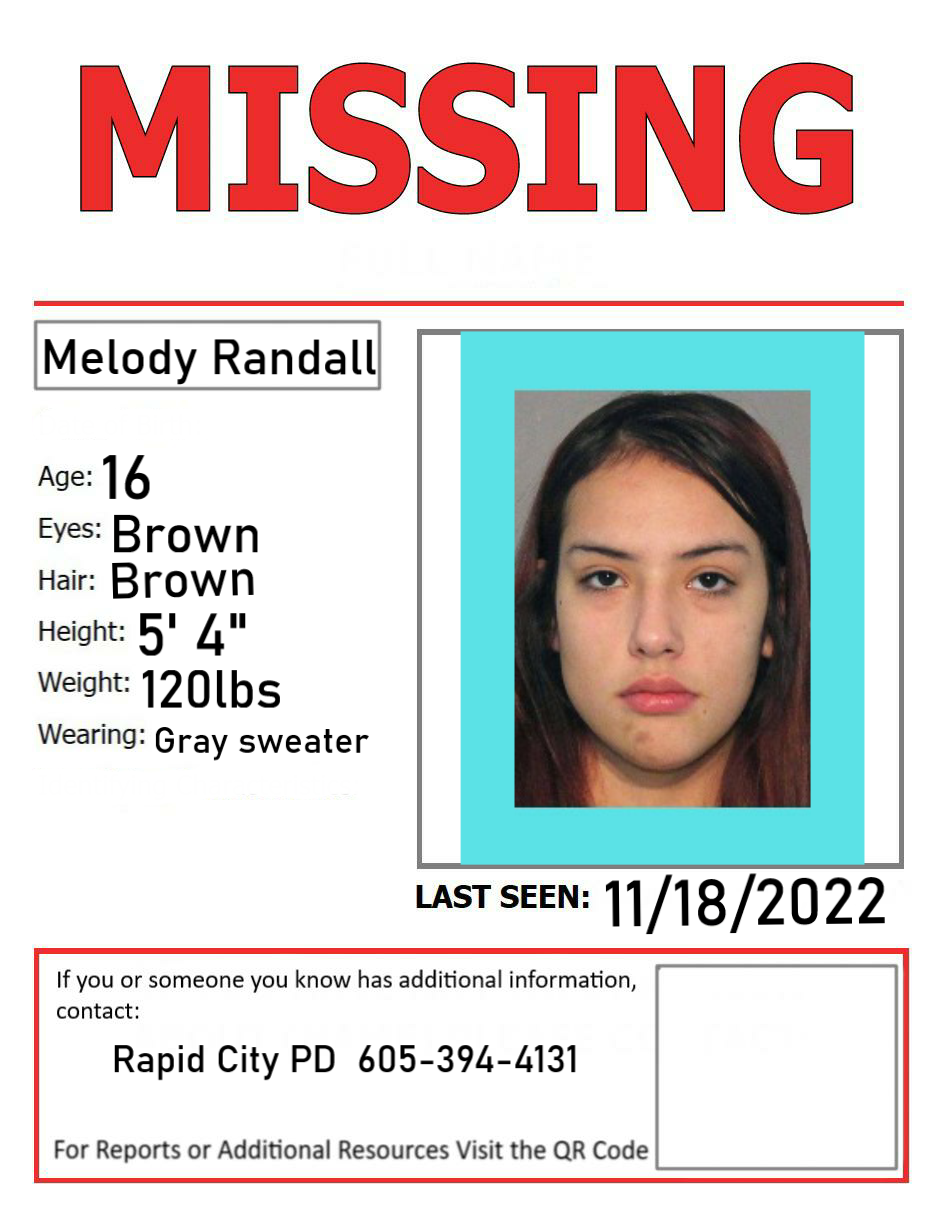 MISSING
Melody Randall
Age: 16
Eyes: Brown
Hair: Brown
Height: 5' 4"
Weight: 120lbs
Wearing: Gray sweater
LAST SEEN: 11/18/2022
If you or someone you know has additional information,
contact:
Rapid City PD 605-394-4131
For Reports or Additional Resources Visit the QR Code